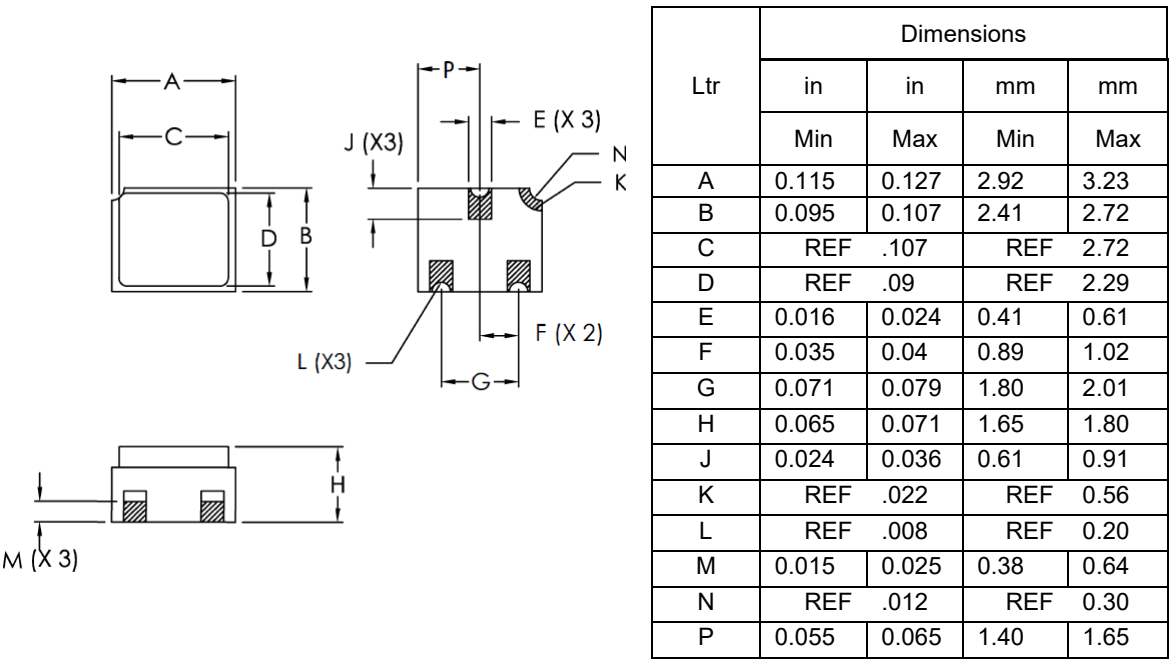 A
C
D
B
P
E (X 3)
J (X3)
N
K
F (X 2)
L (X3)
G
H
M (X 3)
Ltr Dimensions
in in mm mm
Min Max Min Max
A 0.115 0.127 2.92 3.23
B 0.095 0.107 2.41 2.72
C REF .107 REF 2.72
D REF .09 REF 2.29
E 0.016 0.024 0.41 0.61
F 0.035 0.04 0.89 1.02
G 0.071 0.079 1.80 2.01
H 0.065 0.071 1.65 1.80
J 0.024 0.036 0.61 0.91
K REF .022 REF 0.56
L REF .008 REF 0.20
M 0.015 0.025 0.38 0.64
N REF .012 REF 0.30
P 0.055 0.065 1.40 1.65